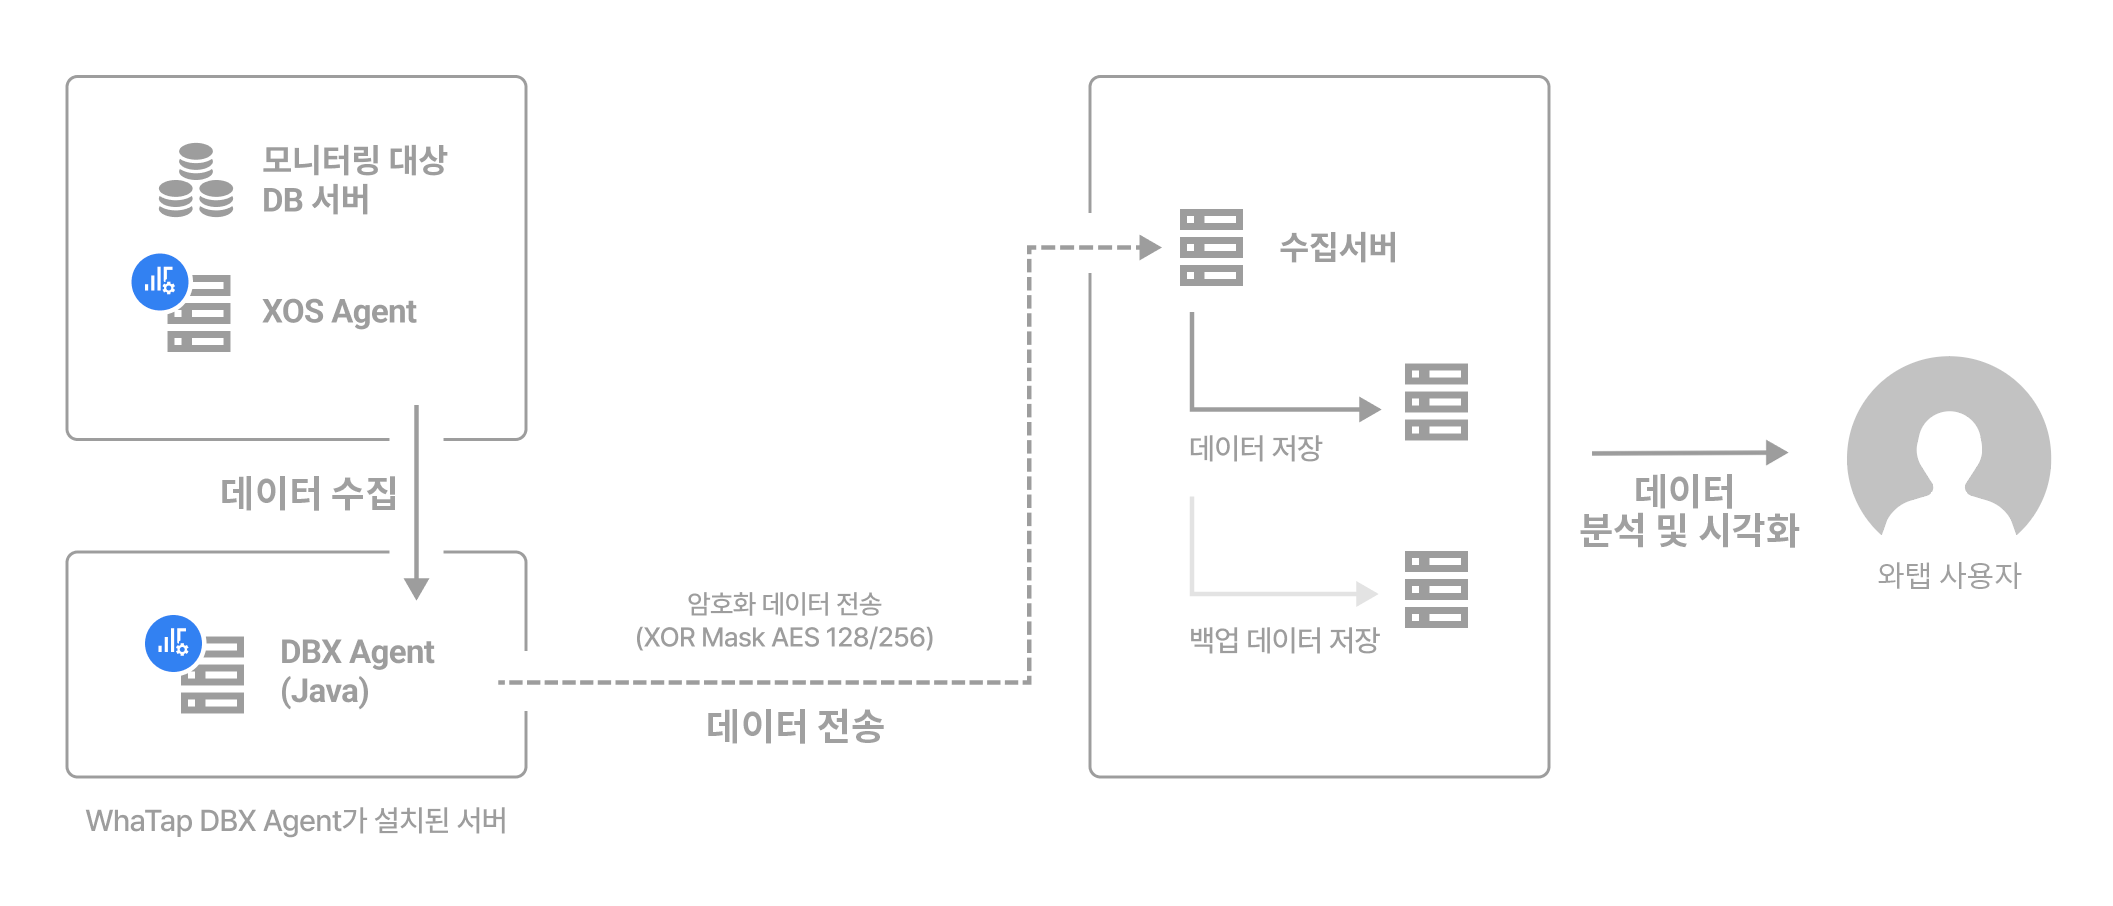 모니터링 대상
DB 서버
XOS Agent
데이터 수집
DBX Agent
(Java)
WhaTap DBX Agent가 설치된 서버
암호화 데이터 전송
(XOR Mask AES 128/256)
데이터 전송
수집서버
데이터 저장
백업 데이터 저장
데이터
분석 및 시각화
와탭 사용자